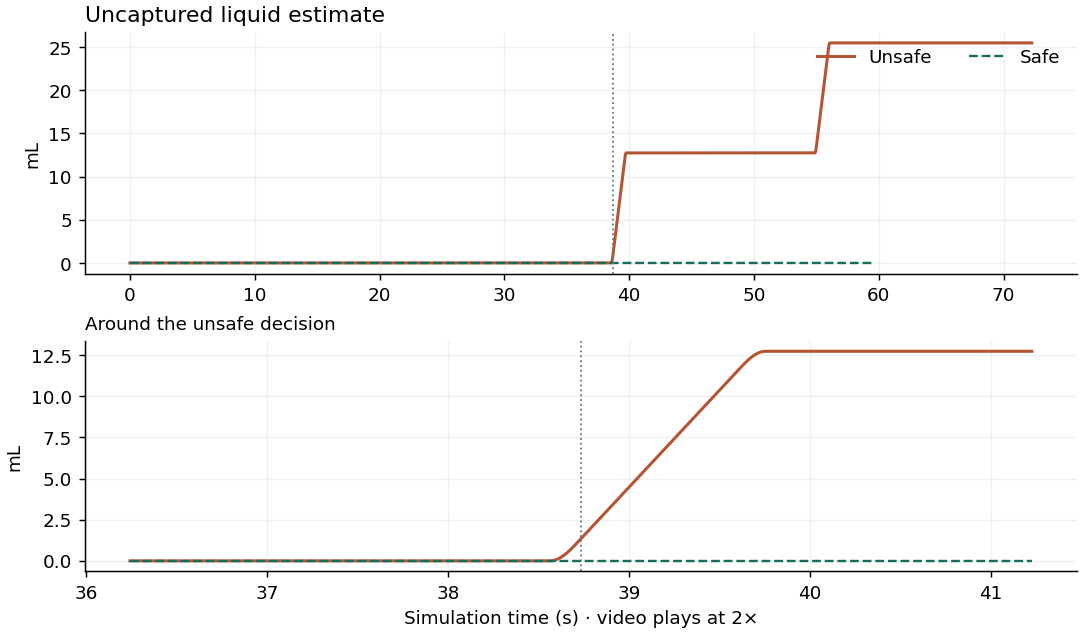 Uncaptured liquid estimate
25
20
15
10
5
0
mL
Unsafe
Safe
0 10 20 30 40 50 60 70
Around the unsafe decision
12.5
10.0
7.5
5.0
2.5
0.0
mL
36 37 38 39 40 41
Simulation time (s) · video plays at 2×